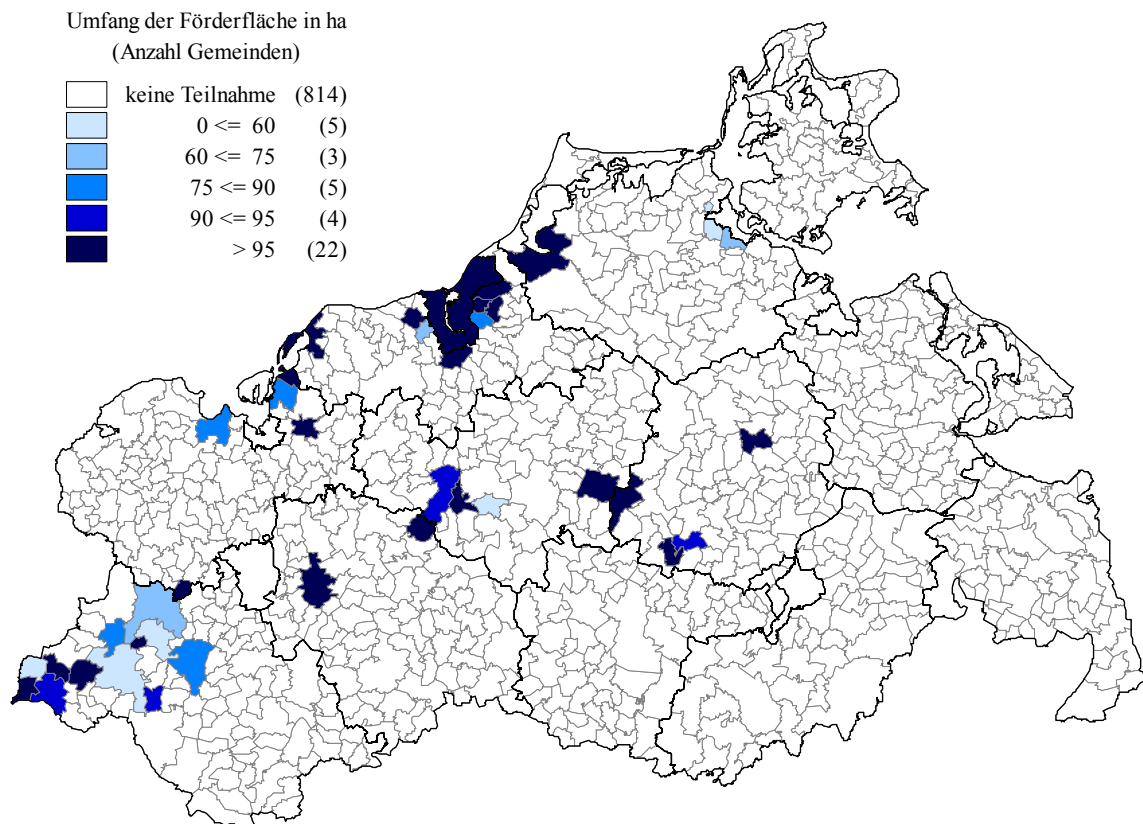 Umfang der Förderfläche in ha
(Anzahl Gemeinden)
keine Teilnahme (814)
0 <= 60 (5)
60 <= 75 (3)
75 <= 90 (5)
90 <= 95 (4)
> 95 (22)